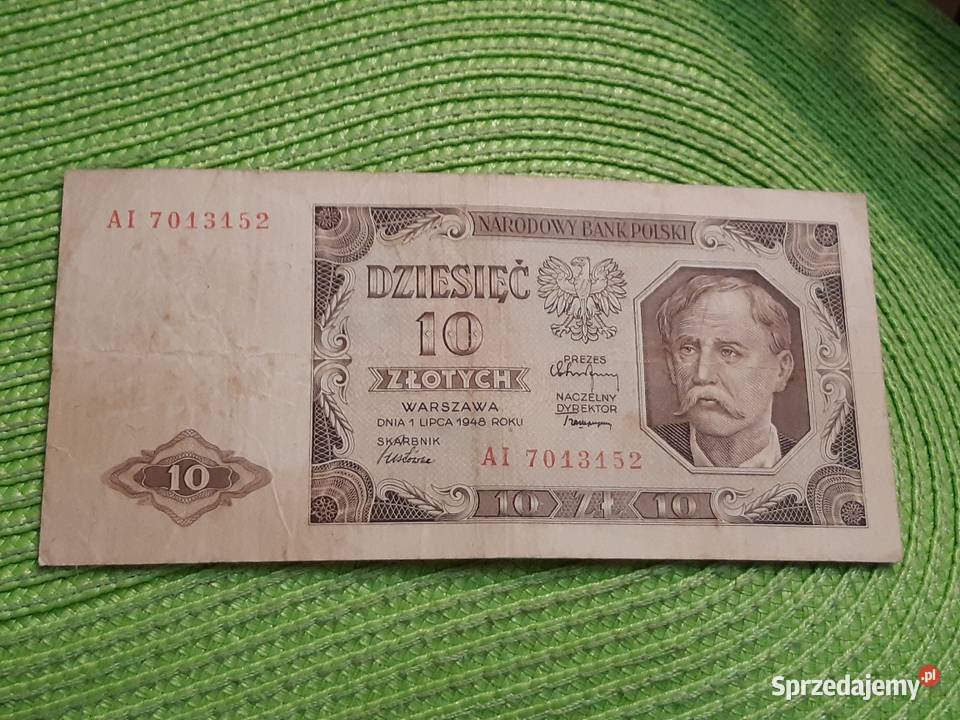 AI 7013152
NARODOWY BANK POLSKI
DZIESIĘĆ
10
ZŁOTYCH
WARSZAWA
DNIA 1 LIPCA 1948 ROKU
SKARBNIK
PREZES
NACZELNY
DYREKTOR
AI 7013152
10
10 ZŁ 10
Sprzedajemy.pl